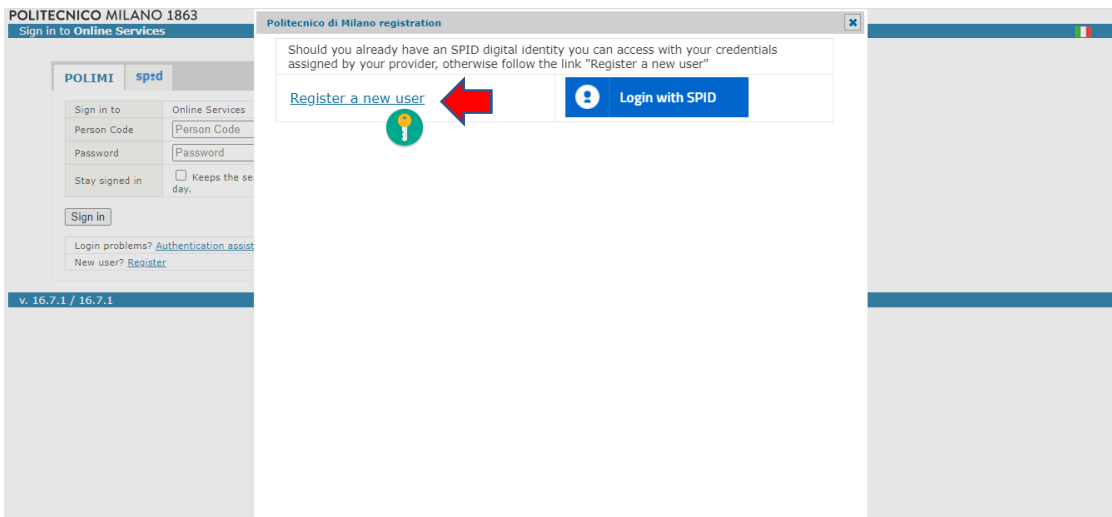 POLITECNICO MILANO 1863
Sign in to Online Services
Politecnico di Milano registration
Should you already have an SPID digital identity you can access with your credentials
assigned by your provider, otherwise follow the link "Register a new user"
Register a new user
Login with SPID
POLIMI
spid
Sign in to
Online Services
Person Code
Person Code
Password
Password
Stay signed in
Keeps the se
day.
Sign in
Login problems? Authentication assist
New user? Register
v. 16.7.1 / 16.7.1